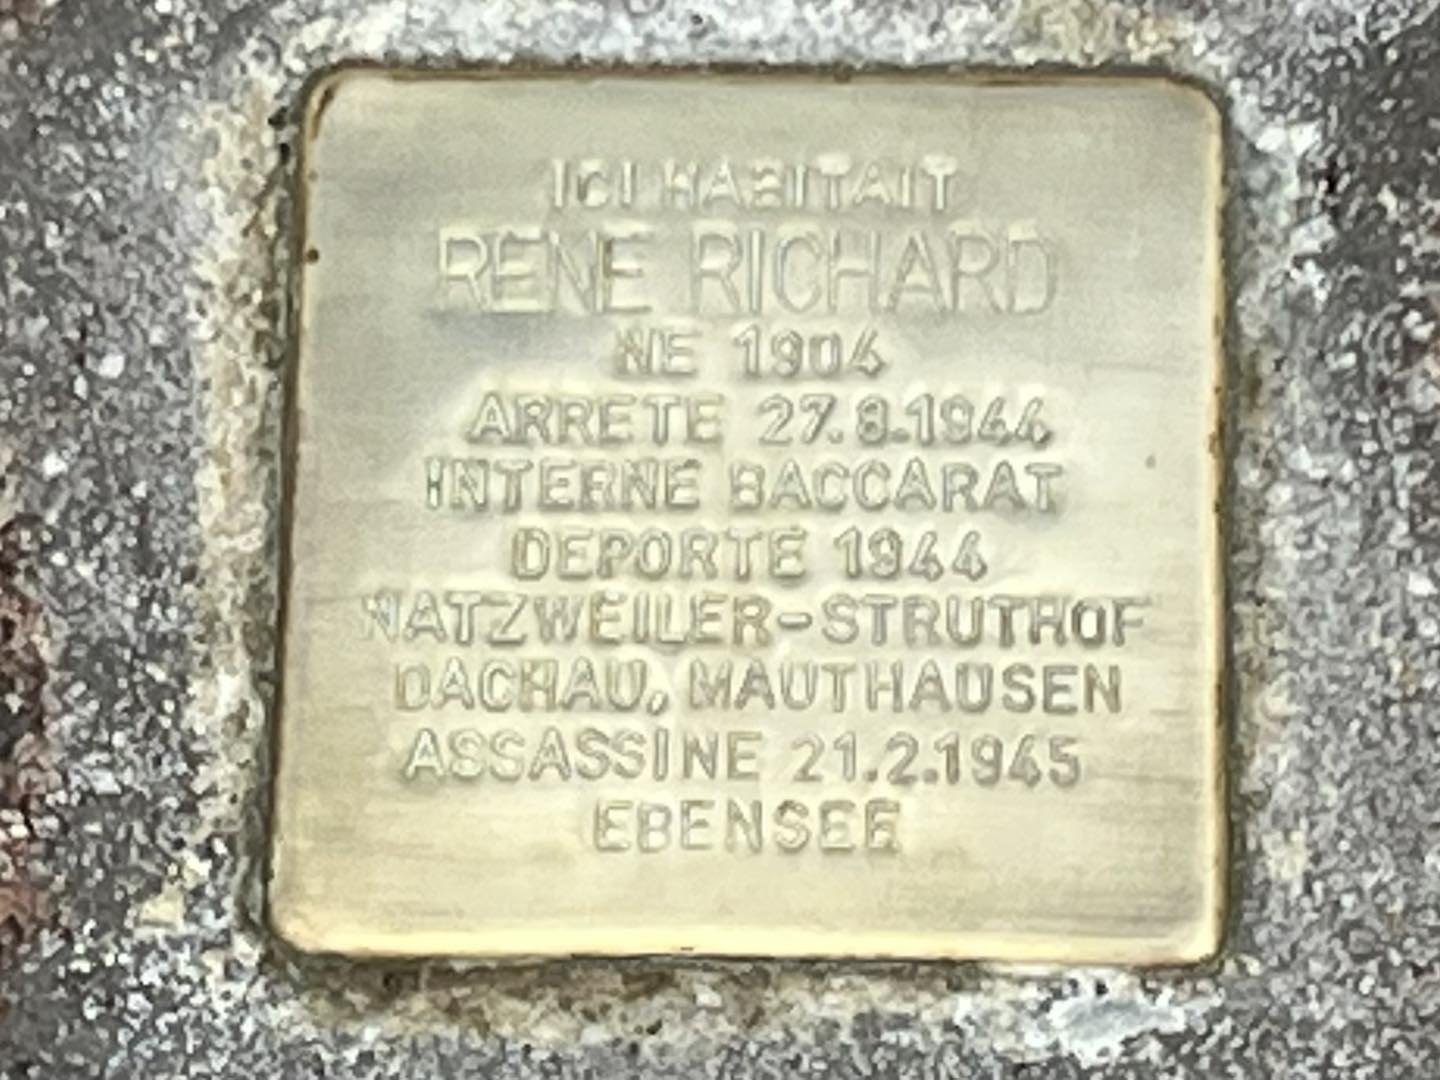 ICI HABITAIT
RENE RICHARD
NE 1904
ARRETE 27.8.1944
INTERNE BACCARAT
DEPORTE 1944
NATZWEILER-STRUTHOF
DACHAU, MAUTHAUSEN
ASSASSINE 21.2.1945
EBENSEE